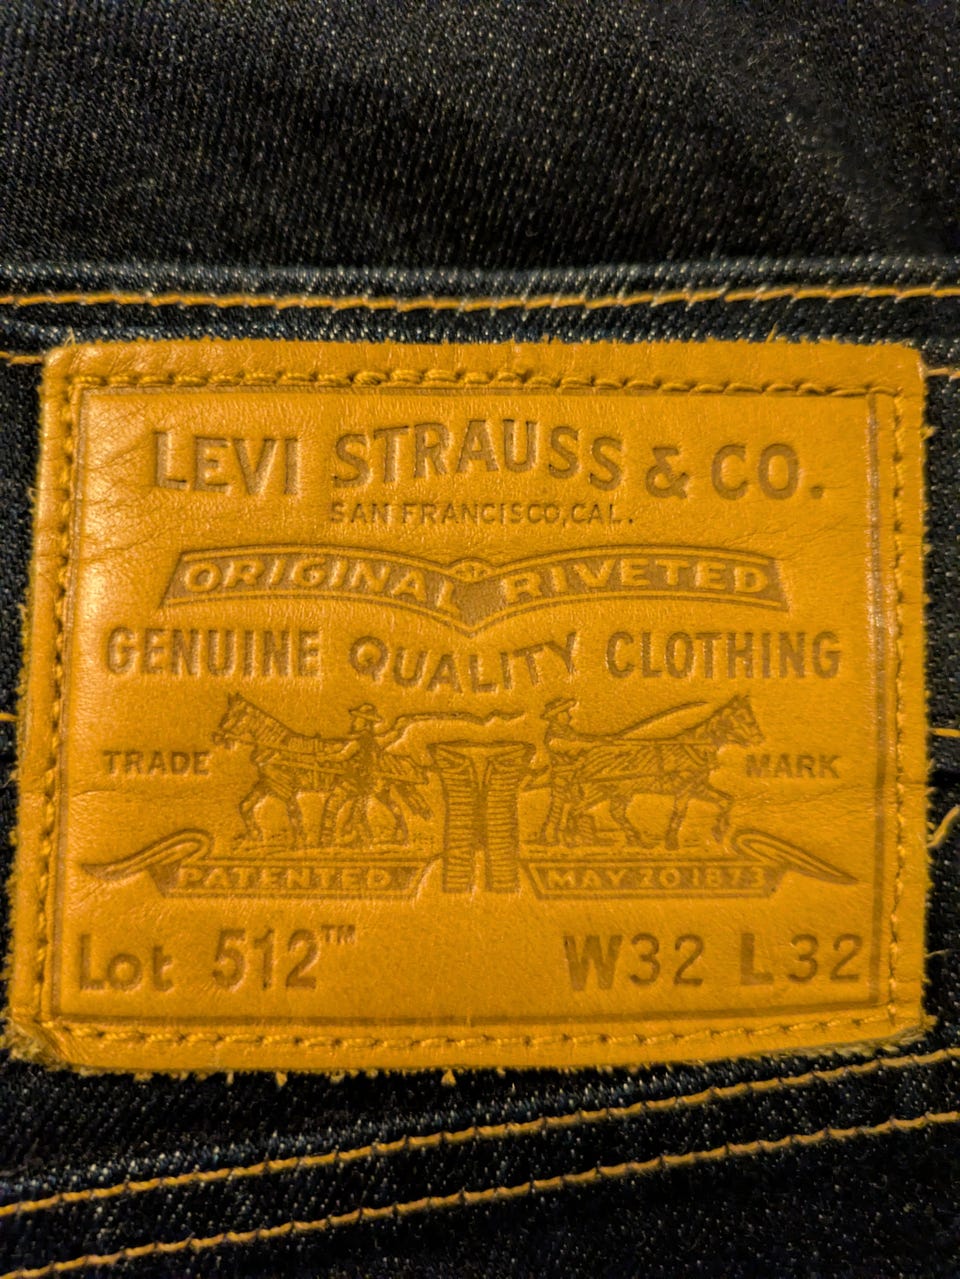 LEVI STRAUSS & CO.
SAN FRANCISCO, CAL.
ORIGINAL RIVETED
GENUINE QUALITY CLOTHING
TRADE MARK
PATENTED MAY 20 1873
Lot 512™ W32 L32